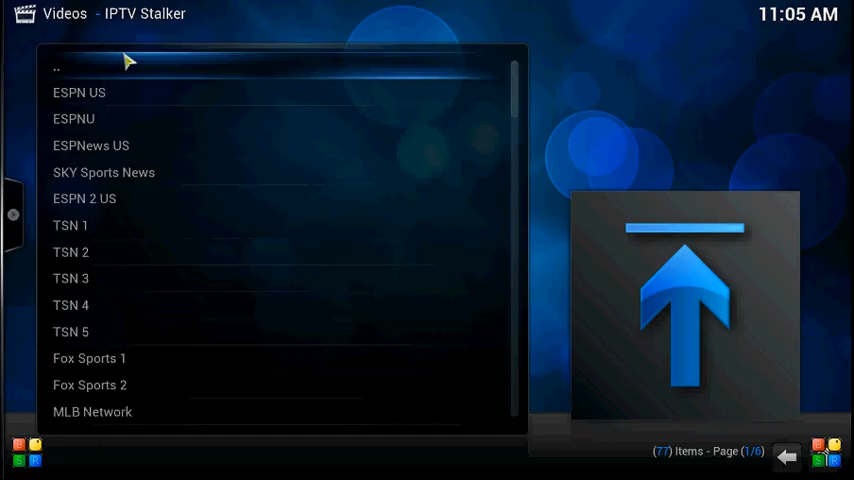 Videos - IPTV Stalker
11:05 AM
..
ESPN US
ESPNU
ESPNews US
SKY Sports News
ESPN 2 US
TSN 1
TSN 2
TSN 3
TSN 4
TSN 5
Fox Sports 1
Fox Sports 2
MLB Network
(77) Items - Page (1/6)